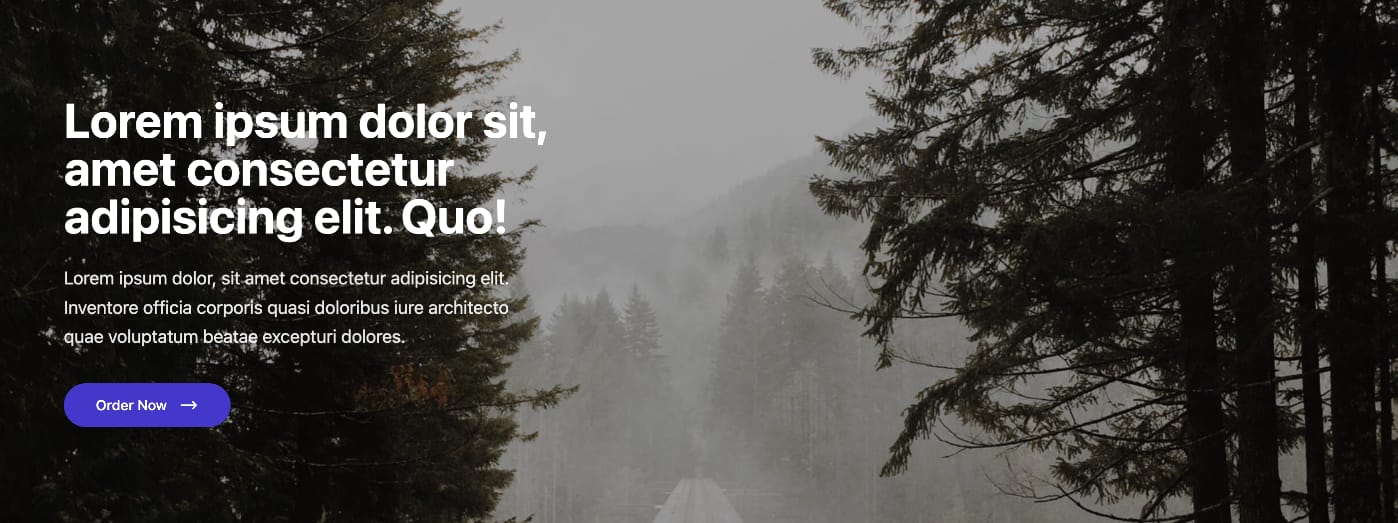 Lorem ipsum dolor sit,
amet consectetur
adipisicing elit. Quo!
Lorem ipsum dolor, sit amet consectetur adipisicing elit.
Inventore officia corporis quasi doloribus iure architecto
quae voluptatum beatae excepturi dolores.
Order Now →